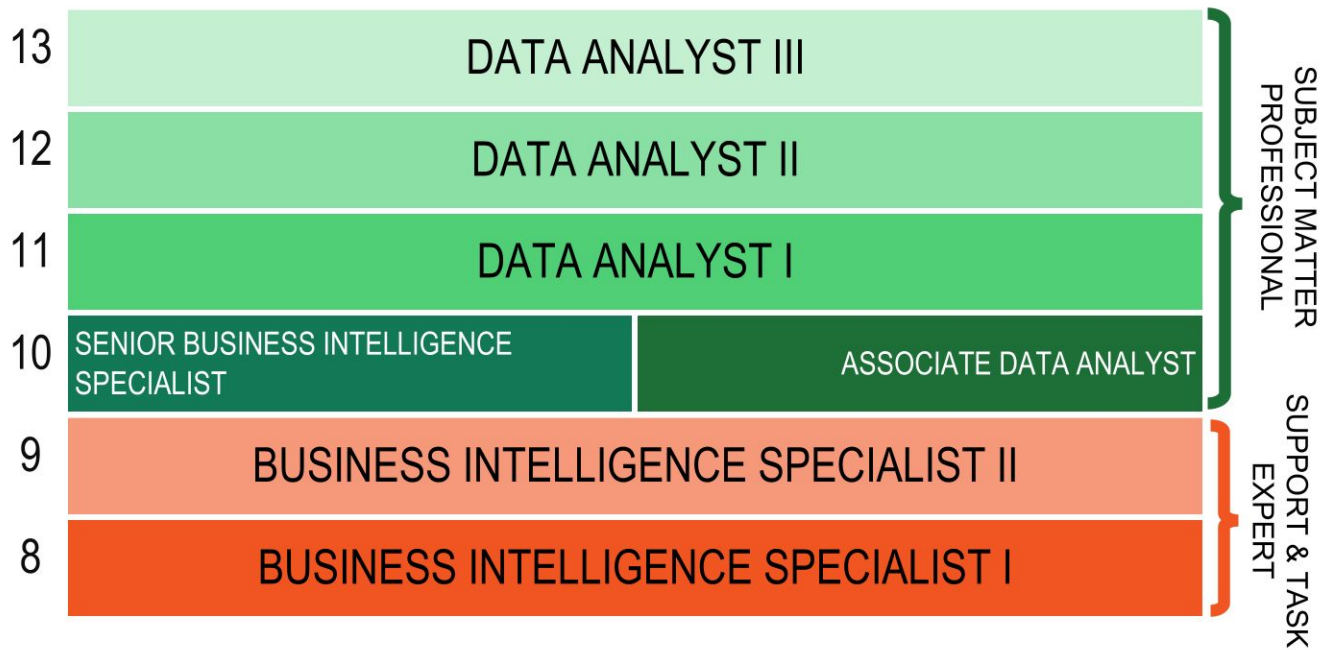 13
DATA ANALYST III
12
DATA ANALYST II
11
DATA ANALYST I
10
SENIOR BUSINESS INTELLIGENCE
SPECIALIST
ASSOCIATE DATA ANALYST
9
BUSINESS INTELLIGENCE SPECIALIST II
8
BUSINESS INTELLIGENCE SPECIALIST I
SUBJECT MATTER
PROFESSIONAL
SUPPORT & TASK
EXPERT